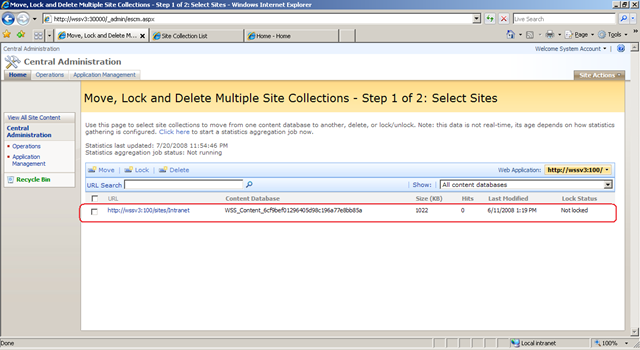 Move, Lock and Delete Multiple Site Collections - Step 1 of 2: Select Sites - Windows Internet Explorer
http://wssv3:30000/_admin/escm.aspx
Move, Lock and Delete M...
Site Collection List
Home - Home
Page
Tools
Central Administration
Welcome System Account
Central Administration
Home
Operations
Application Management
Site Actions
Move, Lock and Delete Multiple Site Collections - Step 1 of 2: Select Sites
View All Site Content
Central Administration
Operations
Application Management
Recycle Bin
Use this page to select site collections to move from one content database to another, delete, or lock/unlock. Note: this data is not real-time, its age depends on how statistics
gathering is configured. Click here to start a statistics aggregation job now.
Statistics last updated: 7/20/2008 11:54:46 PM
Statistics aggregation job status: Not running
Move
Lock
Delete
Web Application: http://wssv3:100/
URL Search
Show: All content databases
URL Content Database Size (KB) Hits Last Modified Lock Status
http://wssv3:100/sites/Intranet WSS_Content_6cf9bef01296405d98c196a77e8bb85a 1022 0 6/11/2008 1:19 PM Not locked
Done
Local intranet
100%